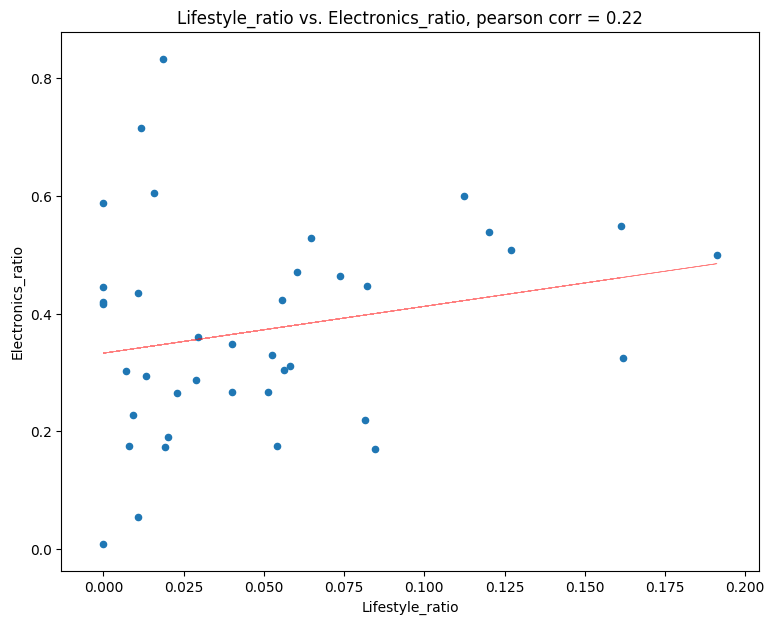 Lifestyle_ratio vs. Electronics_ratio, pearson corr = 0.22
0.8
0.6
0.4
0.2
0.0
Electronics_ratio
0.000 0.025 0.050 0.075 0.100 0.125 0.150 0.175 0.200
Lifestyle_ratio